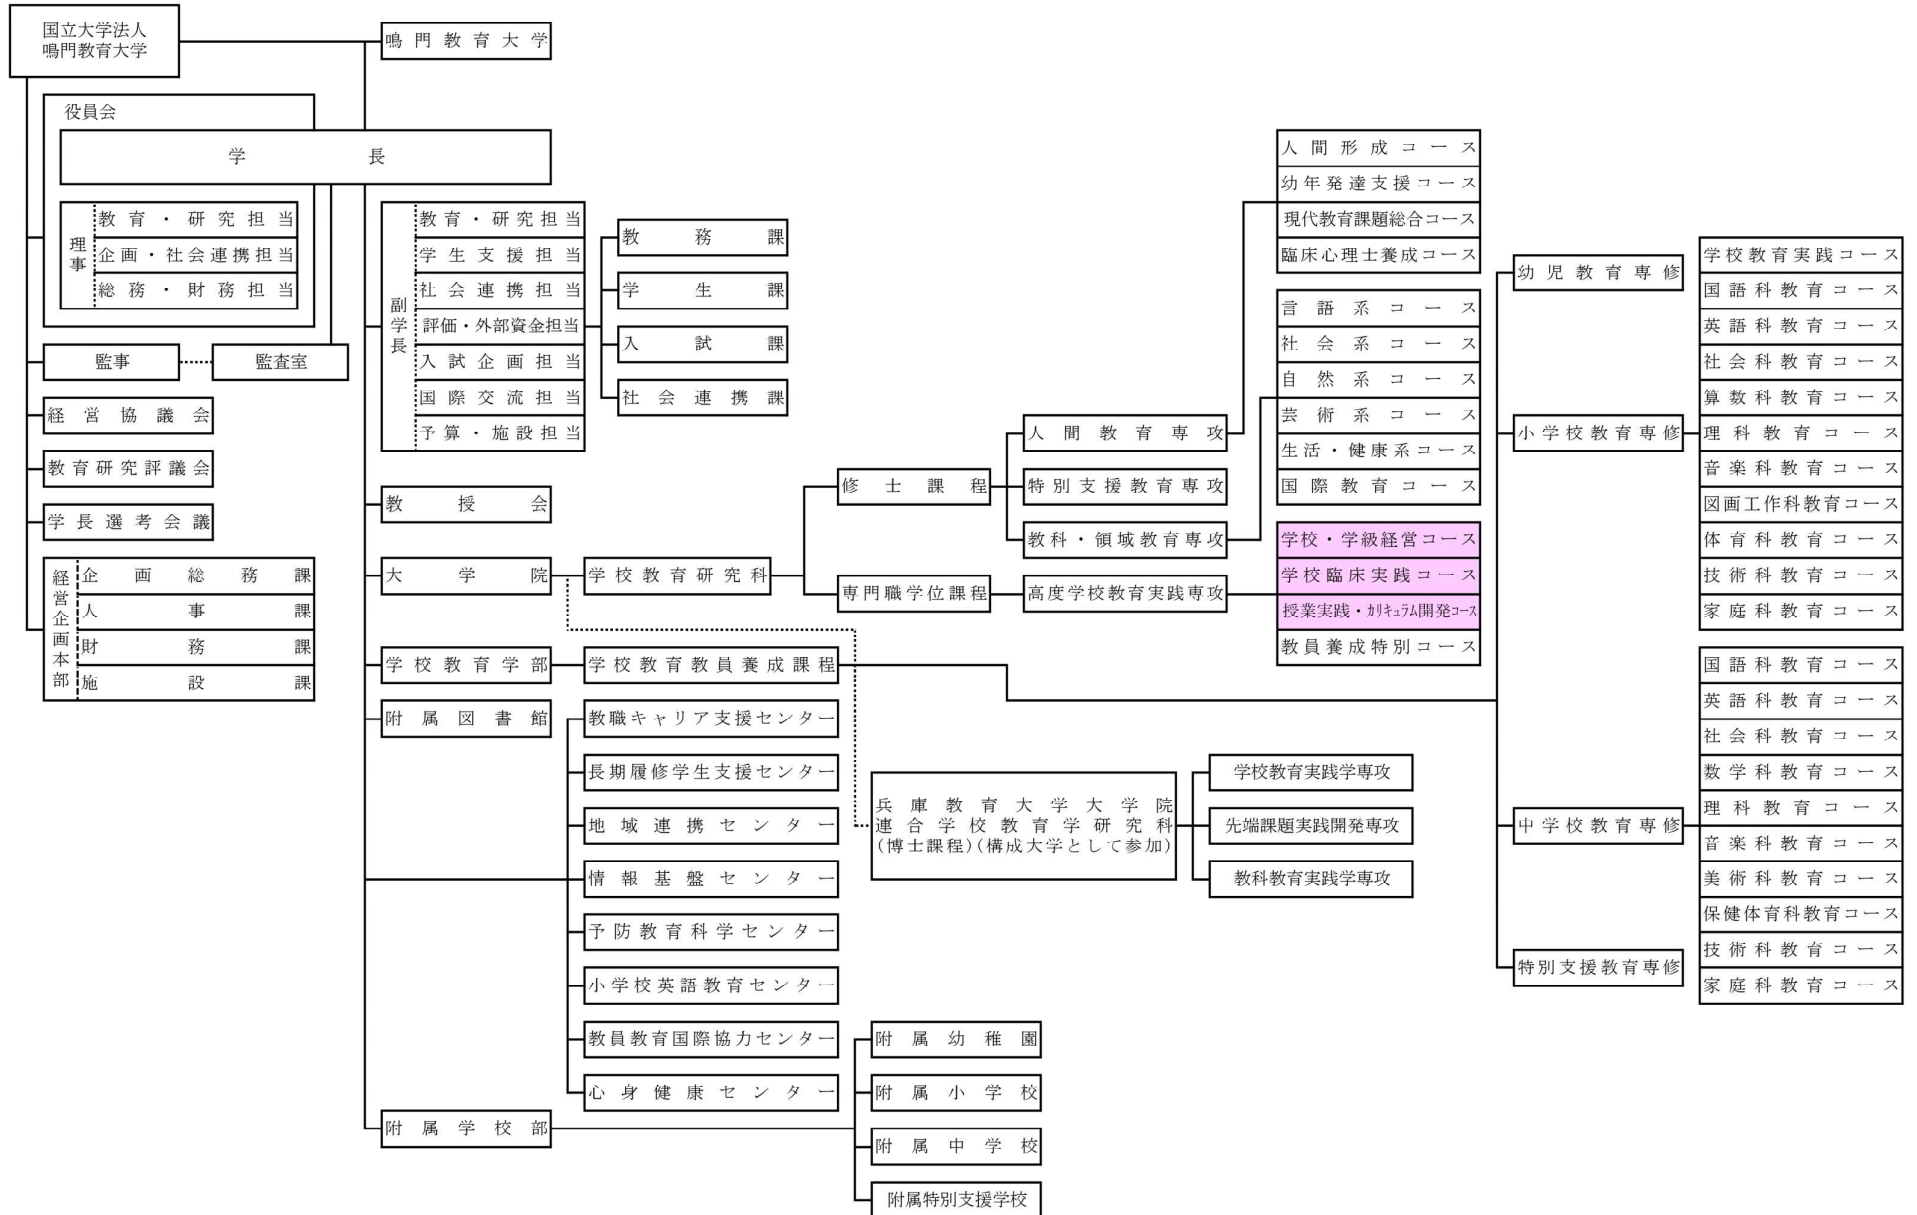 国立大学法人
鳴門教育大学
鳴門教育大学
役員会
学長
理事
教育・研究担当
企画・社会連携担当
総務・財務担当
監事
監査室
経営協議会
教育研究評議会
学長選考会議
経営企画本部
企画総務課
人事課
財務課
施設課
副学長
教育・研究担当
学生支援担当
社会連携担当
評価・外部資金担当
入試企画担当
国際交流担当
予算・施設担当
教務課
学生課
入試課
社会連携課
教授会
大学院
学校教育研究科
修士課程
人間教育専攻
特別支援教育専攻
教科・領域教育専攻
専門職学位課程
高度学校教育実践専攻
人間形成コース
幼年発達支援コース
現代教育課題総合コース
臨床心理士養成コース
言語系コース
社会系コース
自然系コース
芸術系コース
生活・健康系コース
国際教育コース
学校・学級経営コース
学校臨床実践コース
授業実践・カリキュラム開発コース
教員養成特別コース
学校教育学部
学校教育教員養成課程
幼児教育専修
小学校教育専修
学校教育実践コース
国語科教育コース
英語科教育コース
社会科教育コース
算数科教育コース
理科教育コース
音楽科教育コース
図画工作科教育コース
体育科教育コース
技術科教育コース
家庭科教育コース
中学校教育専修
国語科教育コース
英語科教育コース
社会科教育コース
数学科教育コース
理科教育コース
音楽科教育コース
美術科教育コース
保健体育科教育コース
技術科教育コース
家庭科教育コース
特別支援教育専修
附属図書館
教職キャリア支援センター
長期履修学生支援センター
地域連携センター
情報基盤センター
予防教育科学センター
小学校英語教育センター
教員教育国際協力センター
心身健康センター
兵庫教育大学大学院
連合学校教育学研究科
(博士課程)(構成大学として参加)
学校教育実践学専攻
先端課題実践開発専攻
教科教育実践学専攻
附属学校部
附属幼稚園
附属小学校
附属中学校
附属特別支援学校